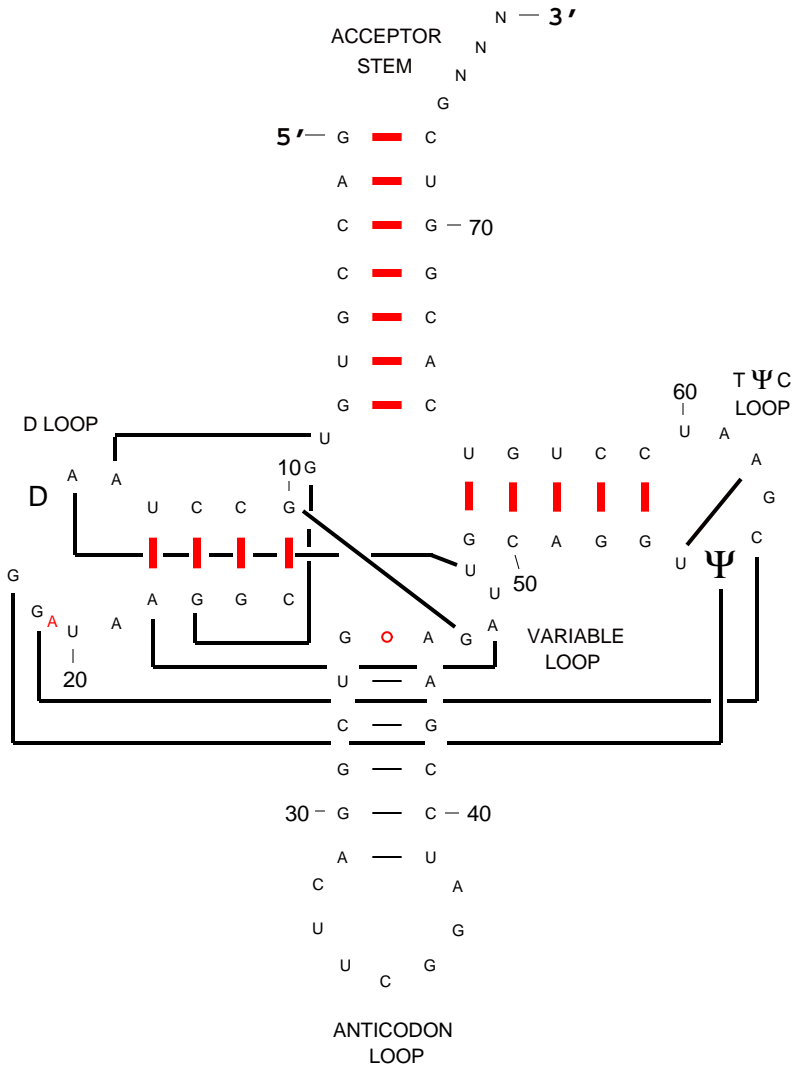 N — 3′
ACCEPTOR
STEM
N
N
G
5′ — G C
A U
C G — 70
C G
G C
U A
G C
60
T Ψ C
LOOP
D LOOP
U
U G U C C
U A
A
A A
10
G
D
U C C G
G
G C A G G
U Ψ
C
G
U
50
U
A G G C
G
A U A
20
G A G
A
VARIABLE
LOOP
U A
C G
G C
30 — G C — 40
A U
C A
U G
U G
C
ANTICODON
LOOP